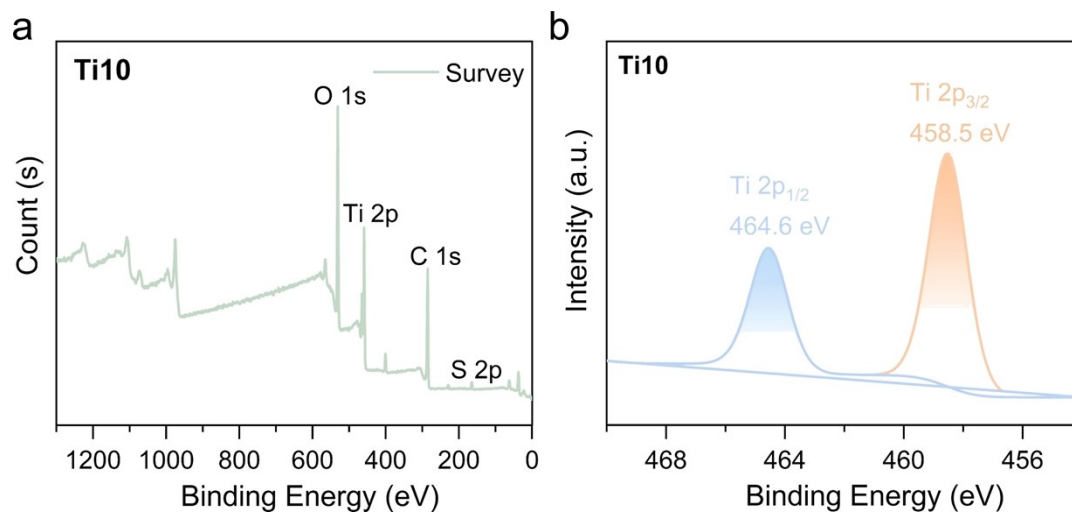 a
Ti10
Survey
O 1s
Ti 2p
C 1s
S 2p
Count (s)
1200 1000 800 600 400 200 0
Binding Energy (eV)
b
Ti10
Ti 2p3/2
458.5 eV
Ti 2p1/2
464.6 eV
Intensity (a.u.)
468 464 460 456
Binding Energy (eV)